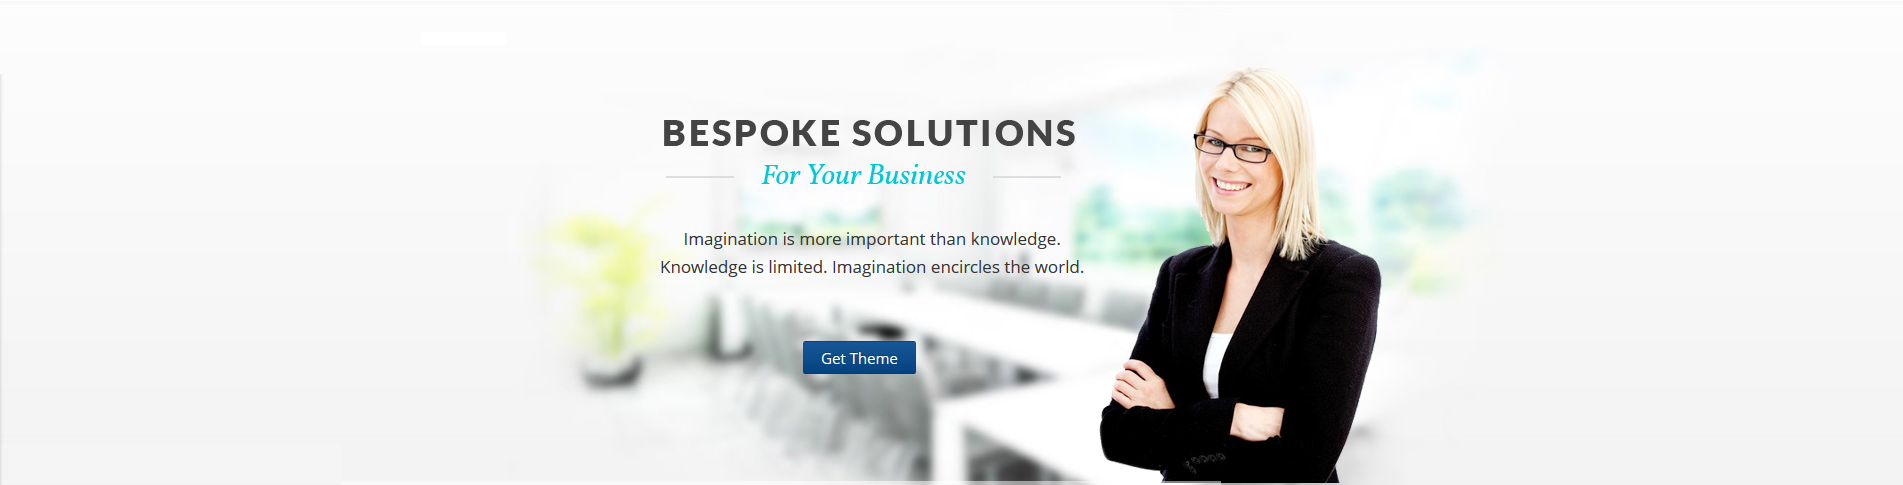 BESPOKE SOLUTIONS
For Your Business
Imagination is more important than knowledge.
Knowledge is limited. Imagination encircles the world.
Get Theme